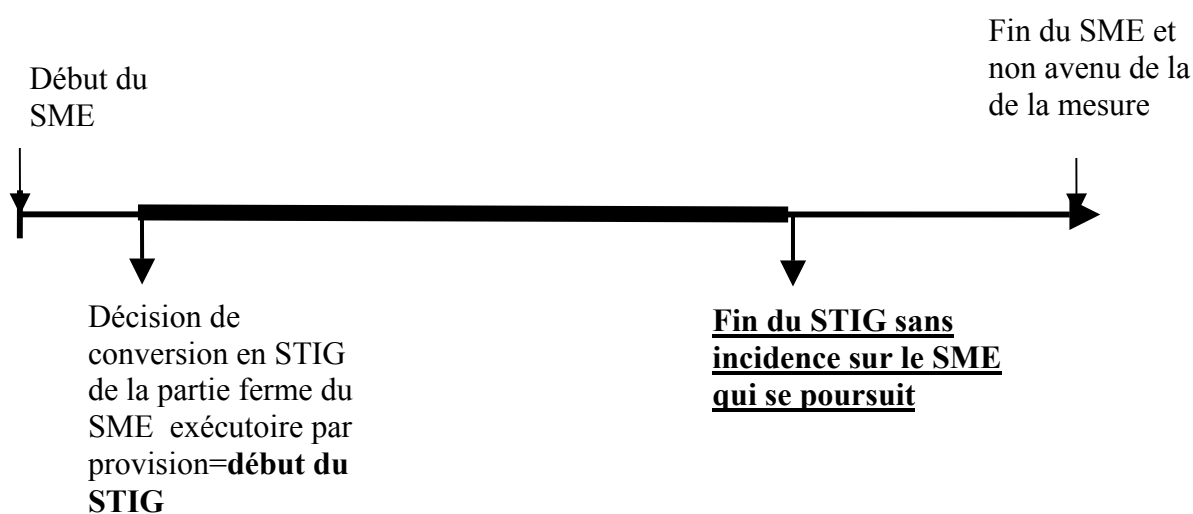 Début du
SME
Fin du SME et
non avenu de la
de la mesure
Décision de
conversion en STIG
de la partie ferme du
SME exécutoire par
provision=début du
STIG
Fin du STIG sans
incidence sur le SME
qui se poursuit